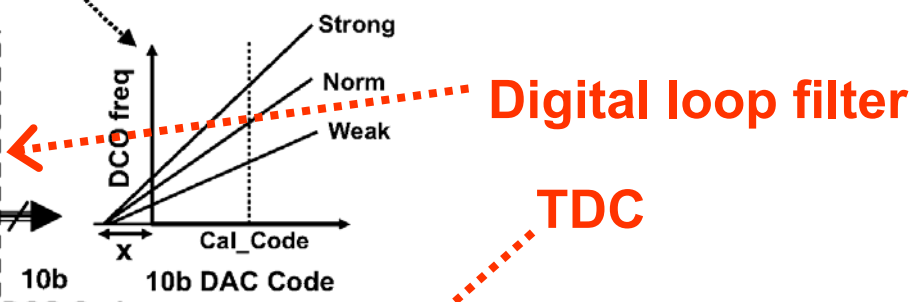 Strong
Norm
Weak
DCO freq
Digital loop filter
TDC
X
Cal_Code
10b
10b DAC Code